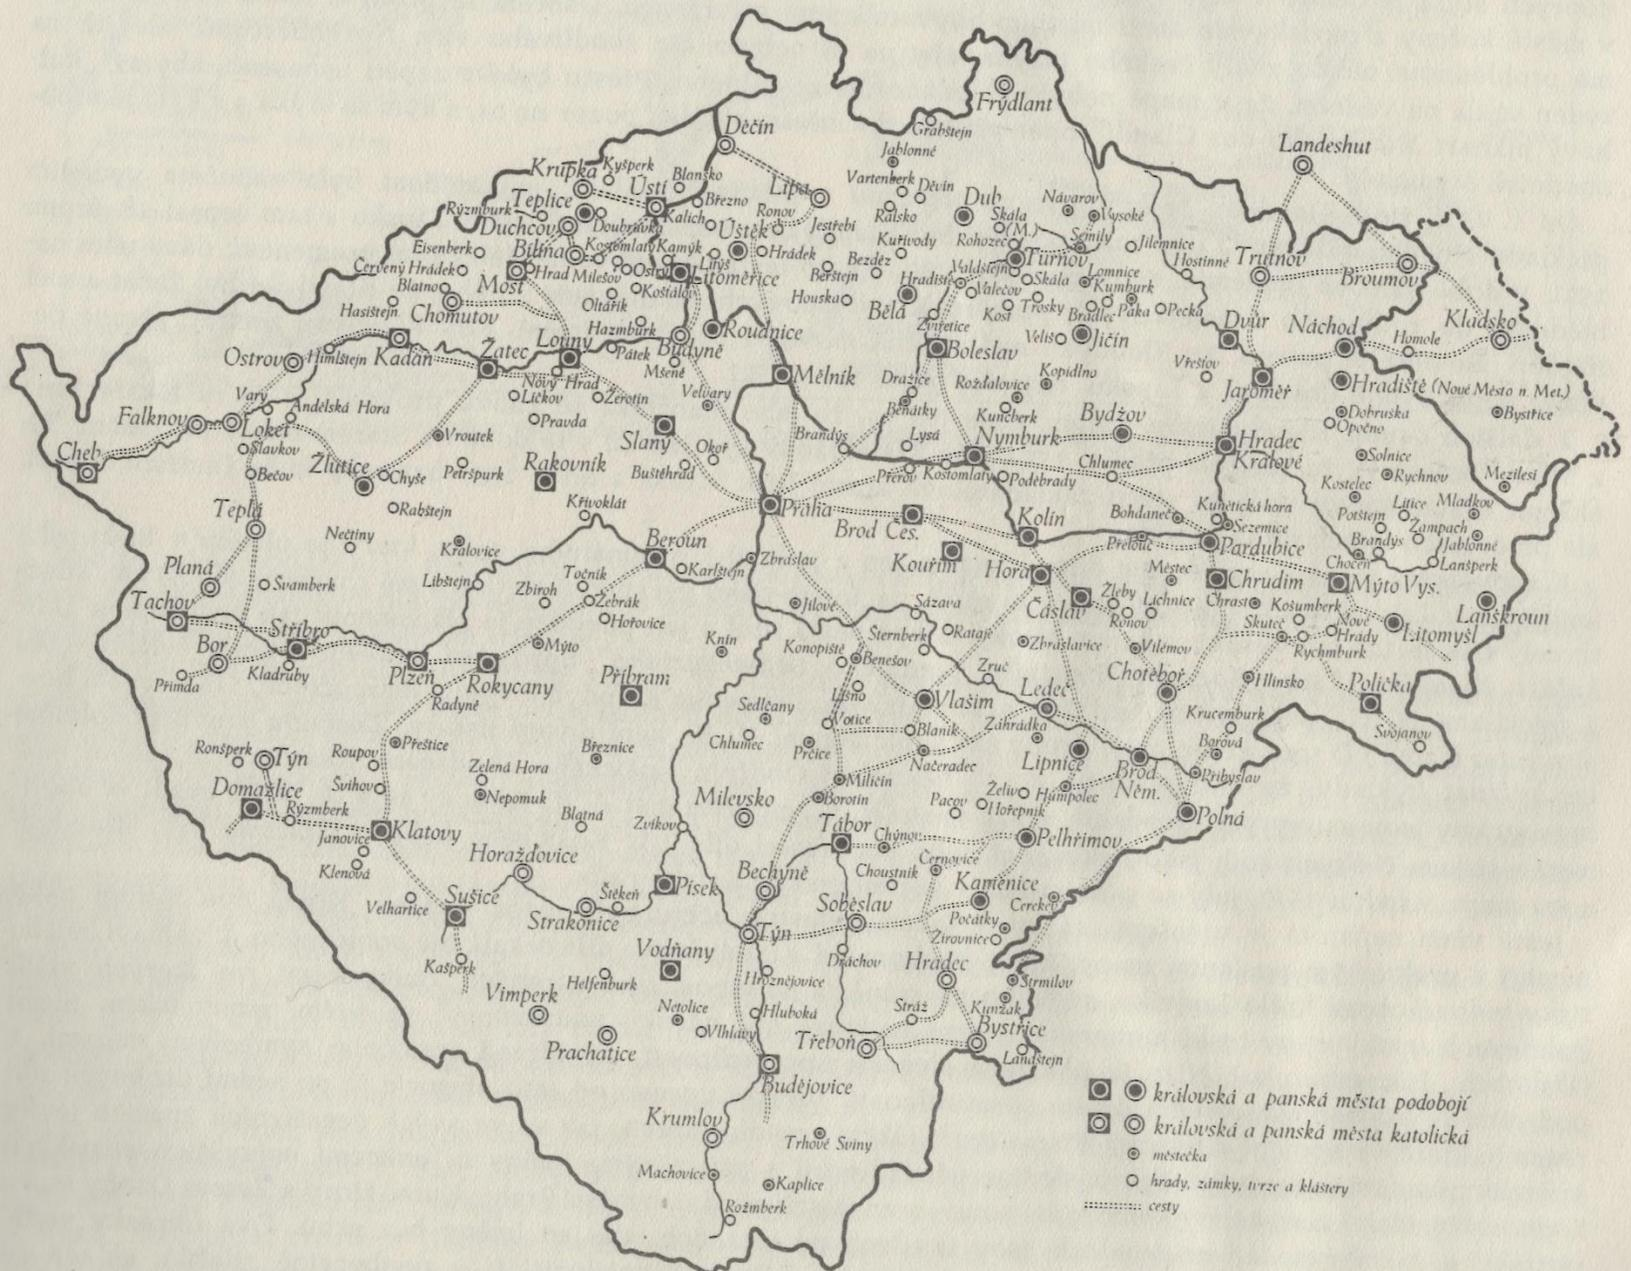 Děčín
Frýdlant
Grabštejn
Landeshut
Jablonné
Krupka
Kyšperk
Blansko
Vartenberk
Děvín
Lipá
Teplice
Ústí
Březno
Rýzmburk
Ralsko
Dub
Návarov
Vysoké
Duchcov
Doubravka
Kalich
Ronov
Úštěk
Jestřebí
Skála
(M.)
Rohozec
Semily
Jilemnice
Eisenberk
Bílina
Kostomlaty
Kamýk
Hrádek
Kuřívody
Turnov
Červený Hrádek
Most
Hrad
Milešov
Ostrý
Litýš
Litoměřice
Berštejn
Bezděz
Valdštejn
Hradiště
Skála
Lomnice
Hostinné
Trutnov
Broumov
Blatno
Chomutov
Oltářík
Košťálov
Houska
Bělá
Valečov
Kost
Trosky
Kumburk
Bradlec
Páka
Pecka
Hasištejn
Hazmburk
Roudnice
Zvířetice
Veliš
Jičín
Dvůr
Náchod
Kladsko
Kadaň
Louny
Pátek
Budyně
Boleslav
Homole
Ostrov
Himlštejn
Žatec
Mšené
Mělník
Vřešťov
Nový Hrad
Líčkov
Žerotín
Velvary
Dražice
Rožďalovice
Kopidlno
Jaroměř
Hradiště (Nové Město n. Met.)
Vary
Andělská Hora
Falknov
Loket
Pravda
Benátky
Kuncberk
Bydžov
Dobruška
Opočno
Bystřice
Slavkov
Vroutek
Slaný
Okoř
Brandýs
Lysá
Nymburk
Hradec
Králové
Cheb
Žlutice
Chyše
Petršpurk
Rakovník
Buštěhrad
Přerov
Kostomlaty
Poděbrady
Chlumec
Solnice
Rychnov
Bečov
Mezilesí
Rabštejn
Křivoklát
Praha
Kostelec
Teplá
Brod Čes.
Kolín
Bohdaneč
Kunětická hora
Sezemice
Potštejn
Litice
Mladkov
Žampach
Nečtiny
Kralovice
Beroun
Zbraslav
Kouřim
Přelouč
Pardubice
Brandýs
Jablonné
Planá
Švamberk
Libštejn
Točník
Karlštejn
Hora
Městec
Chrudim
Choceň
Mýto Vys.
Lanšperk
Tachov
Zbiroh
Žebrák
Hořovice
Jílové
Sázava
Čáslav
Žleby
Lichnice
Ronov
Chrast
Košumberk
Lanškroun
Stříbro
Mýto
Knín
Šternberk
Rataje
Zbraslavice
Vilémov
Skuteč
Nové
Hrady
Litomyšl
Rychmburk
Bor
Kladruby
Plzeň
Rokycany
Příbram
Konopiště
Benešov
Zruč
Ledeč
Chotěboř
Hlinsko
Polička
Přimda
Radyně
Líšno
Vlašim
Sedlčany
Votice
Blaník
Záhrádka
Krucemburk
Svojanov
Chlumec
Přeštice
Březnice
Prčice
Načeradec
Lipnice
Borová
Ronšperk
Týn
Roupov
Brod
Něm.
Přibyslav
Domažlice
Švihov
Zelená Hora
Nepomuk
Miličín
Borotín
Želiv
Humpolec
Rýzmberk
Milevsko
Pacov
Hořepník
Polná
Klatovy
Blatná
Zvíkov
Tábor
Chýnov
Pelhřimov
Janovice
Klenová
Horažďovice
Bechyně
Choustník
Černovice
Kamenice
Velhartice
Sušice
Štěkeň
Strakonice
Písek
Soběslav
Cerekev
Počátky
Týn
Žirovnice
Kašperk
Vodňany
Dráchov
Hradec
Helfenburk
Hroznějovice
Strmilov
Vimperk
Netolice
Hluboká
Stráž
Kunžak
Vlhlavy
Bystřice
Prachatice
Třeboň
Landštejn
Budějovice
Krumlov
Trhové Sviny
Machovice
Kaplice
Rožmberk
královská a panská města podobojí
královská a panská města katolická
městečka
hrady, zámky, tvrze a kláštery
cesty